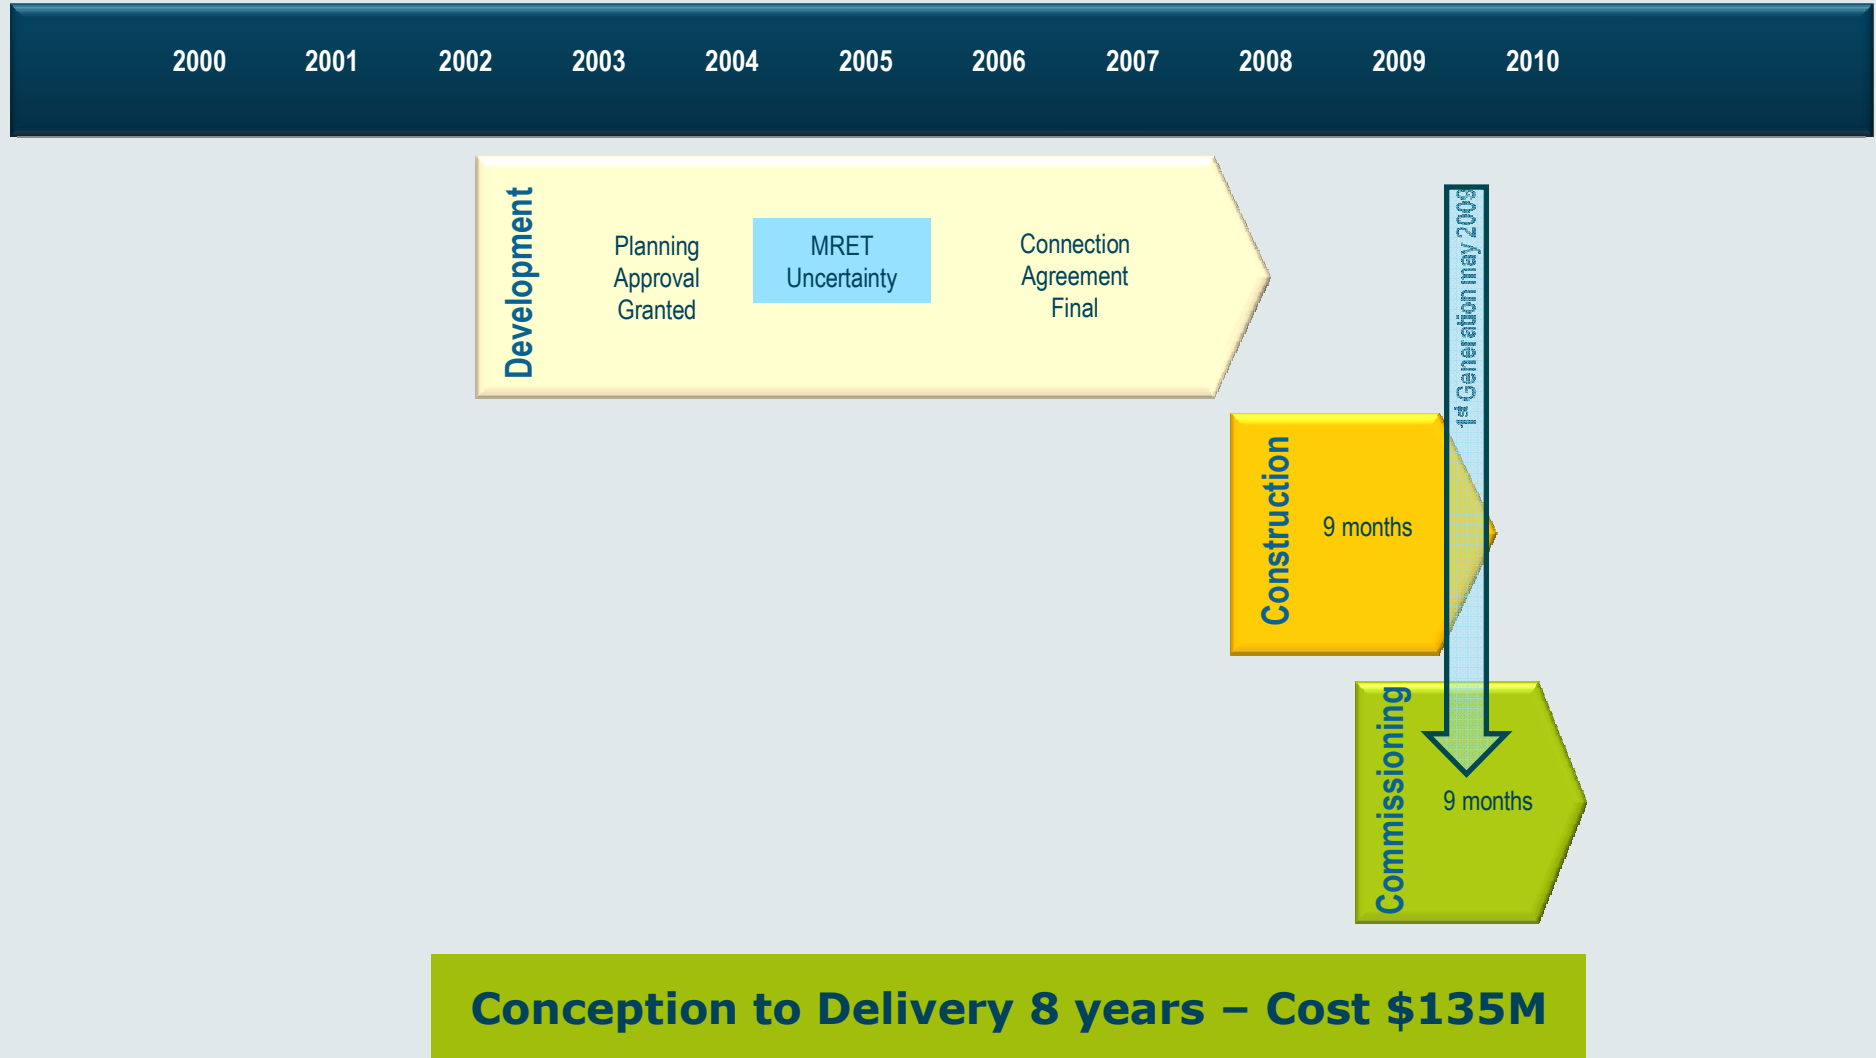 2000 2001 2002 2003 2004 2005 2006 2007 2008 2009 2010
Development
Planning
Approval
Granted
MRET
Uncertainty
Connection
Agreement
Final
1st Generation may 2009
Construction
9 months
Commissioning
9 months
Conception to Delivery 8 years – Cost $135M